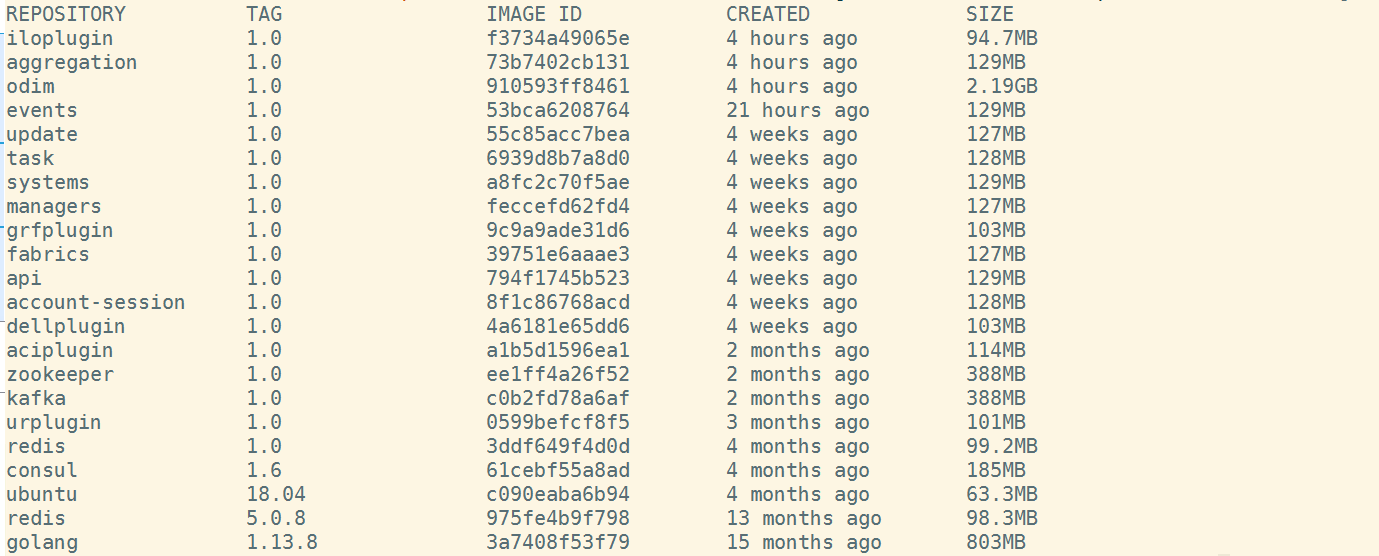 REPOSITORY TAG IMAGE ID CREATED SIZE
iloplugin 1.0 f3734a49065e 4 hours ago 94.7MB
aggregation 1.0 73b7402cb131 4 hours ago 129MB
odim 1.0 910593ff8461 4 hours ago 2.19GB
events 1.0 53bca6208764 21 hours ago 129MB
update 1.0 55c85acc7bea 4 weeks ago 127MB
task 1.0 6939d8b7a8d0 4 weeks ago 128MB
systems 1.0 a8fc2c70f5ae 4 weeks ago 129MB
managers 1.0 feccefd62fd4 4 weeks ago 127MB
grfplugin 1.0 9c9a9ade31d6 4 weeks ago 103MB
fabrics 1.0 39751e6aaae3 4 weeks ago 127MB
api 1.0 794f1745b523 4 weeks ago 129MB
account-session 1.0 8f1c86768acd 4 weeks ago 128MB
dellplugin 1.0 4a6181e65dd6 4 weeks ago 103MB
aciplugin 1.0 a1b5d1596ea1 2 months ago 114MB
zookeeper 1.0 ee1ff4a26f52 2 months ago 388MB
kafka 1.0 c0b2fd78a6af 2 months ago 388MB
urplugin 1.0 0599befcf8f5 3 months ago 101MB
redis 1.0 3ddf649f4d0d 4 months ago 99.2MB
consul 1.6 61cebf55a8ad 4 months ago 185MB
ubuntu 18.04 c090eaba6b94 4 months ago 63.3MB
redis 5.0.8 975fe4b9f798 13 months ago 98.3MB
golang 1.13.8 3a7408f53f79 15 months ago 803MB